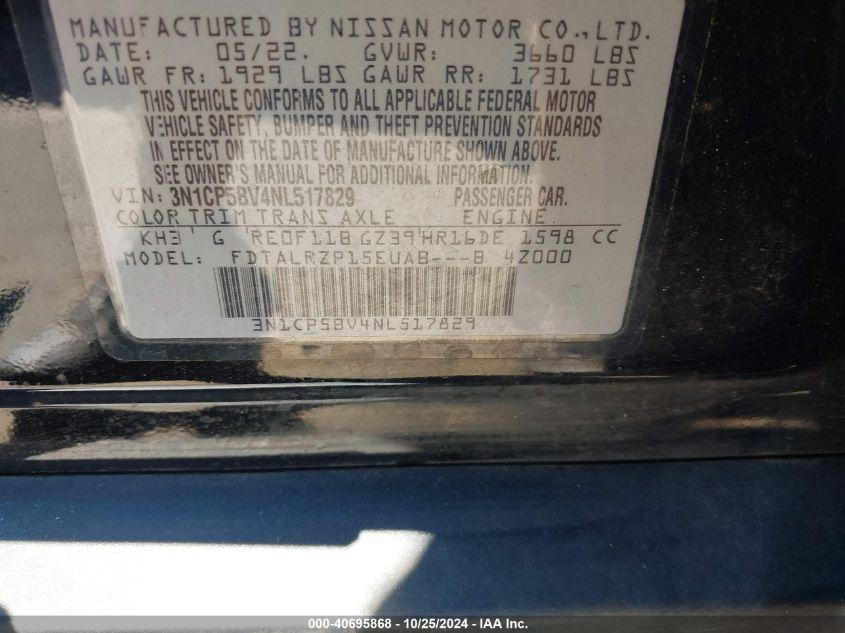 MANUFACTURED BY NISSAN MOTOR CO.,LTD.
DATE: 05/22. GVWR: 3660 LBS
GAWR FR: 1929 LBS GAWR RR: 1731 LBS
THIS VEHICLE CONFORMS TO ALL APPLICABLE FEDERAL MOTOR
VEHICLE SAFETY, BUMPER AND THEFT PREVENTION STANDARDS
IN EFFECT ON THE DATE OF MANUFACTURE SHOWN ABOVE.
SEE OWNER'S MANUAL FOR ADDITIONAL INFORMATION.
VIN: 3N1CP5BV4NL517829 PASSENGER CAR.
COLOR TRIM TRANS AXLE ENGINE
KH3 G RE0F11B GZ39 HR16DE 1598 CC
MODEL: FDTALRZP15EUAB---B 4Z000
3N1CP5BV4NL517829
000-40695868 - 10/25/2024 - IAA Inc.